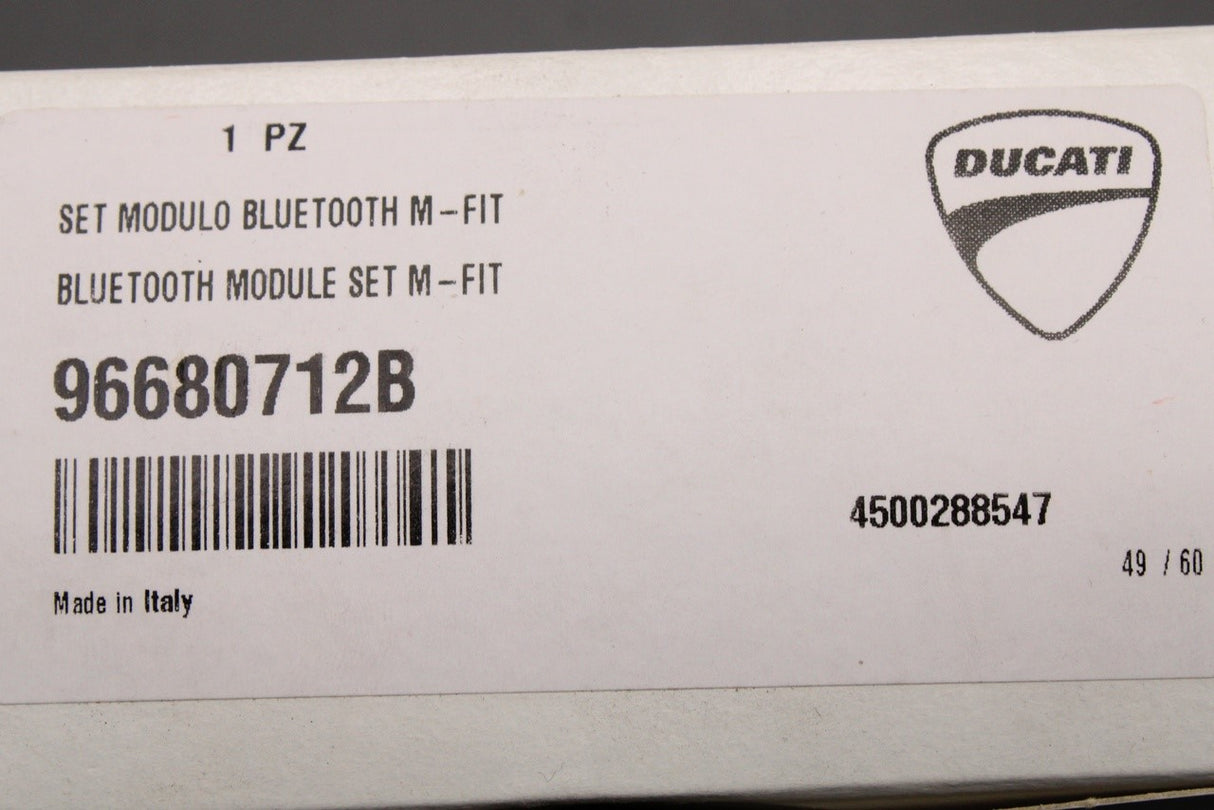 1 PZ
DUCATI
SET MODULO BLUETOOTH M-FIT
BLUETOOTH MODULE SET M-FIT
96680712B
4500288547
49 / 60
Made in Italy